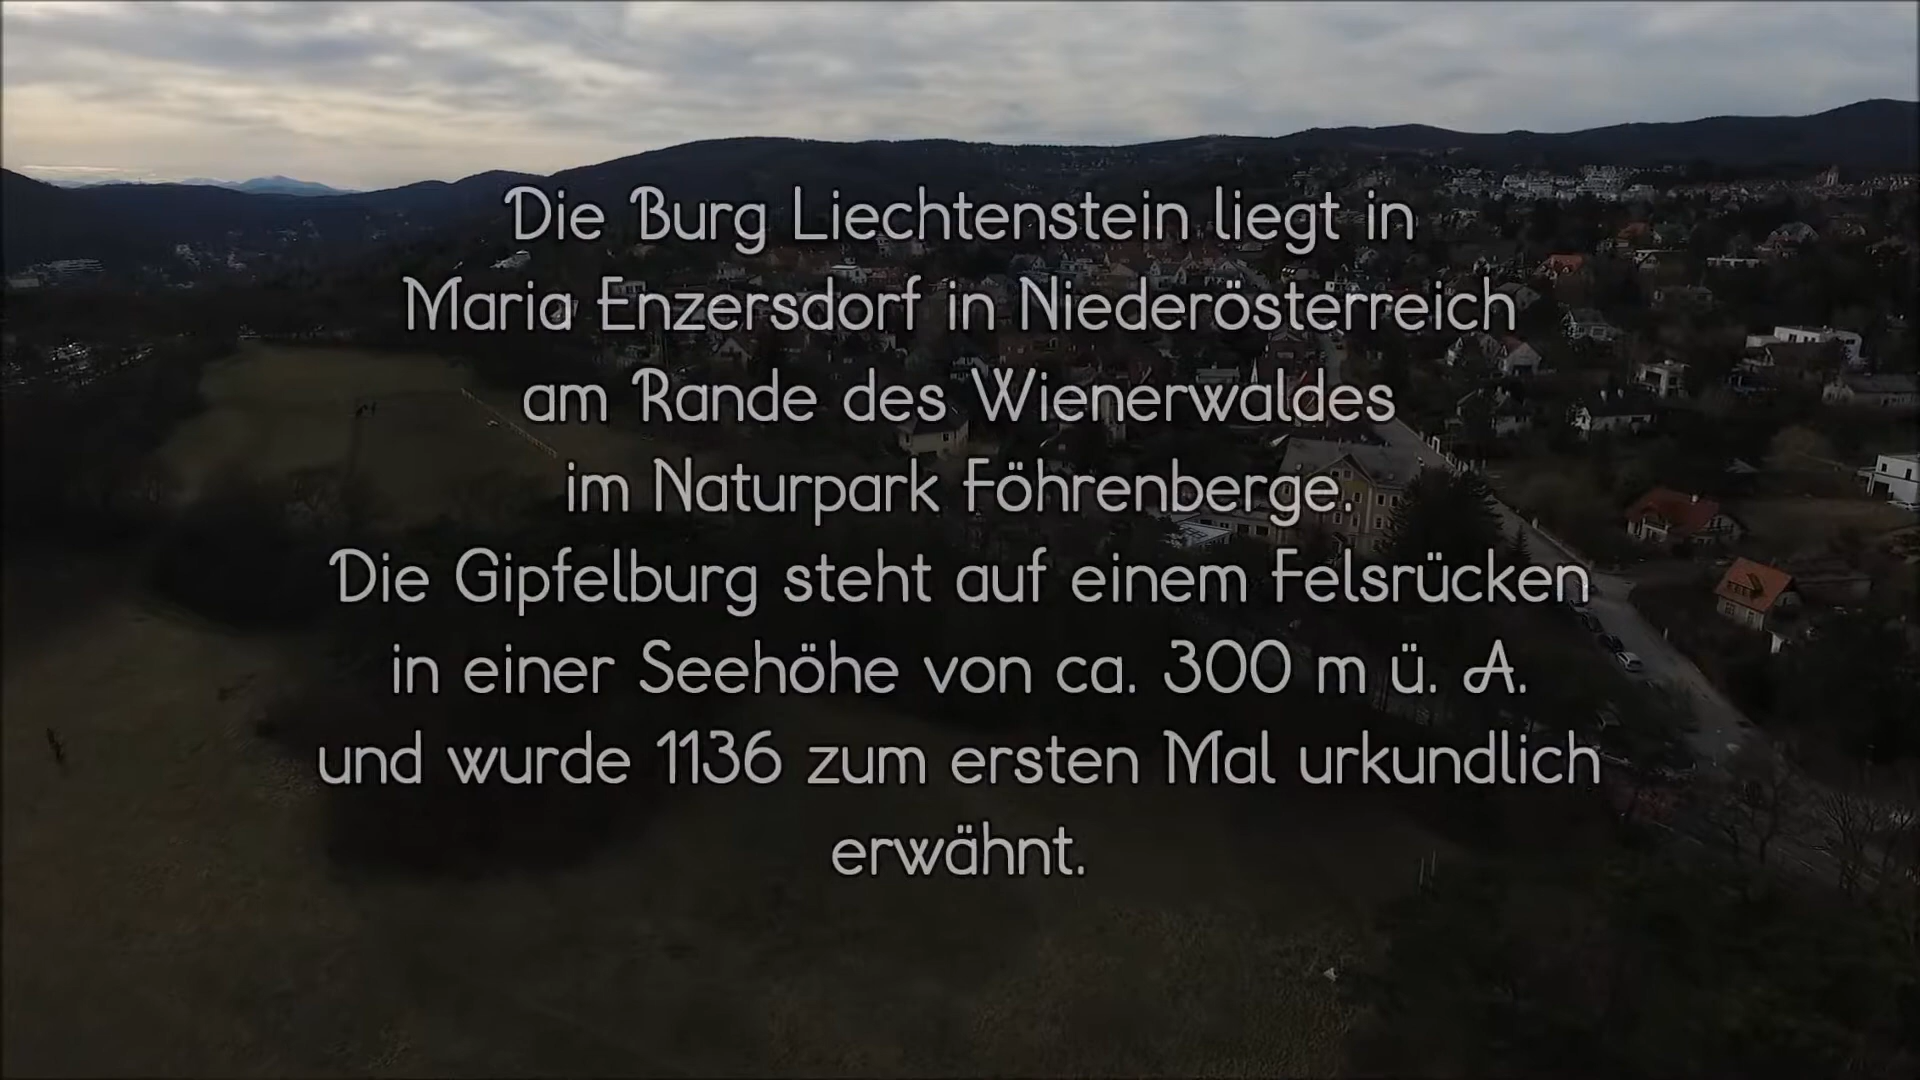 Die Burg Liechtenstein liegt in
Maria Enzersdorf in Niederösterreich
am Rande des Wienerwaldes
im Naturpark Föhrenberge.
Die Gipfelburg steht auf einem Felsrücken
in einer Seehöhe von ca. 300 m ü. A.
und wurde 1136 zum ersten Mal urkundlich
erwähnt.